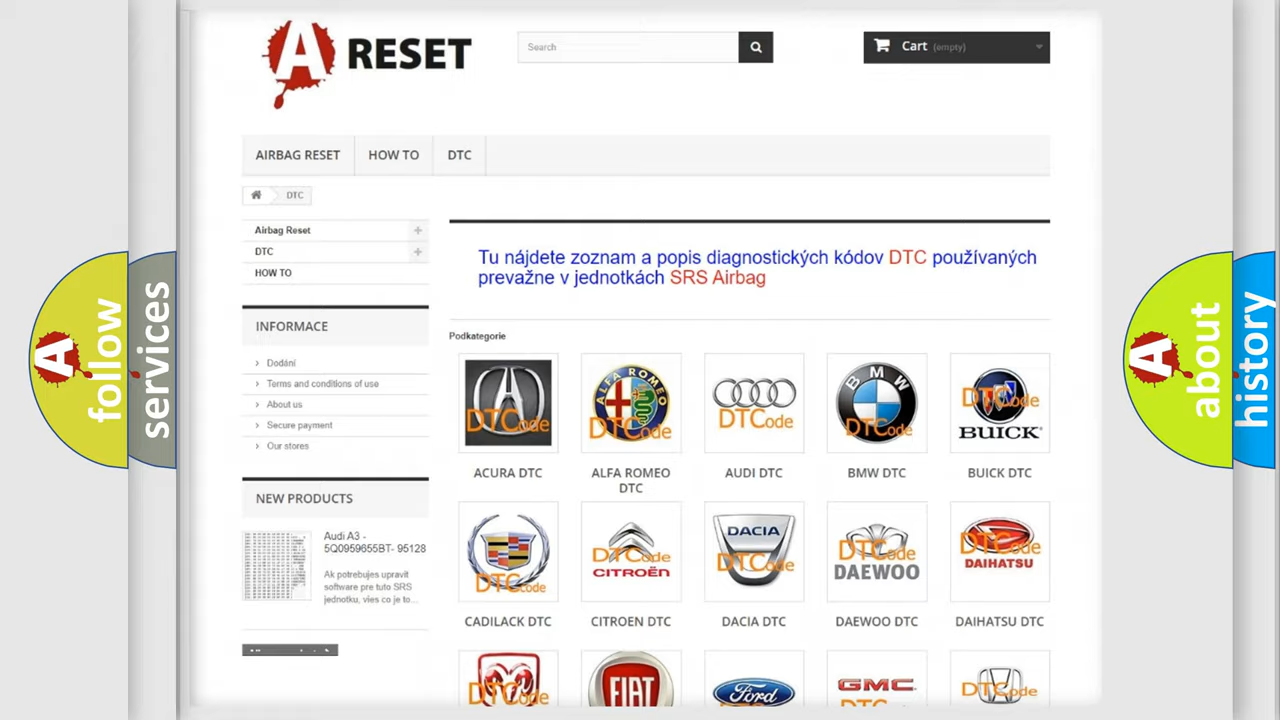 A RESET
Search
Cart (empty)
AIRBAG RESET
HOW TO
DTC
DTC
Airbag Reset
DTC
HOW TO
INFORMACE
Dodání
Terms and conditions of use
About us
Secure payment
Our stores
NEW PRODUCTS
Audi A3 -
5Q0959655BT- 95128
Ak potrebujes upravit
software pre tuto SRS
jednotku, vies co je to...
Tu nájdete zoznam a popis diagnostických kódov DTC používaných
prevažne v jednotkách SRS Airbag
Podkategorie
DTCode
ALFA ROMEO
DTCode
DTCode
BMW
DTCode
DTCode
BUICK
ACURA DTC
ALFA ROMEO
DTC
AUDI DTC
BMW DTC
BUICK DTC
DTCode
DTCode
CITROËN
DACIA
DTCode
DTCode
DAEWOO
DTCode
DAIHATSU
CADILACK DTC
CITROEN DTC
DACIA DTC
DAEWOO DTC
DAIHATSU DTC
DTCode
FIAT
Ford
DTCode
GMC
DTCode
A follow
services
A about
history